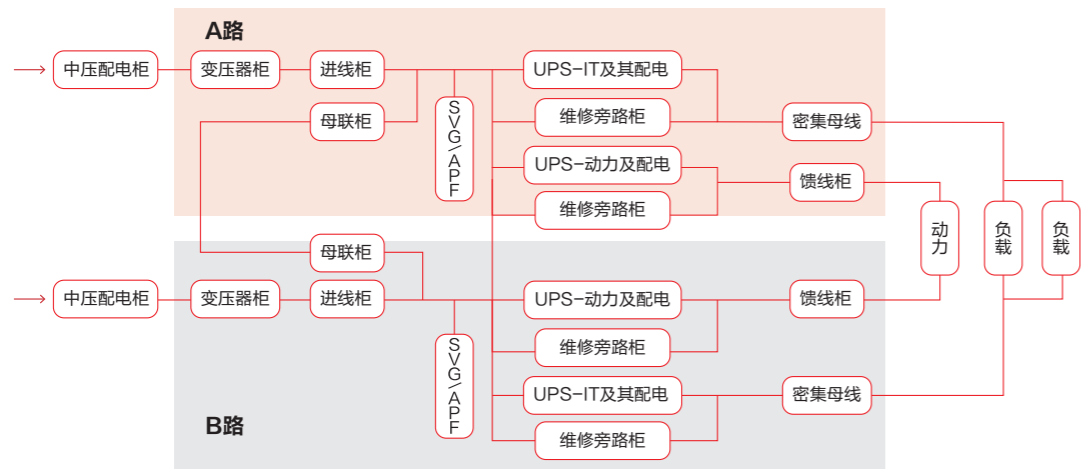 A路
中压配电柜
变压器柜
进线柜
UPS-IT及其配电
母联柜
SVG/APF
维修旁路柜
密集母线
UPS-动力及配电
馈线柜
维修旁路柜
动力
负载
负载
母联柜
中压配电柜
变压器柜
进线柜
UPS-动力及配电
馈线柜
SVG/APF
维修旁路柜
UPS-IT及其配电
密集母线
B路
维修旁路柜